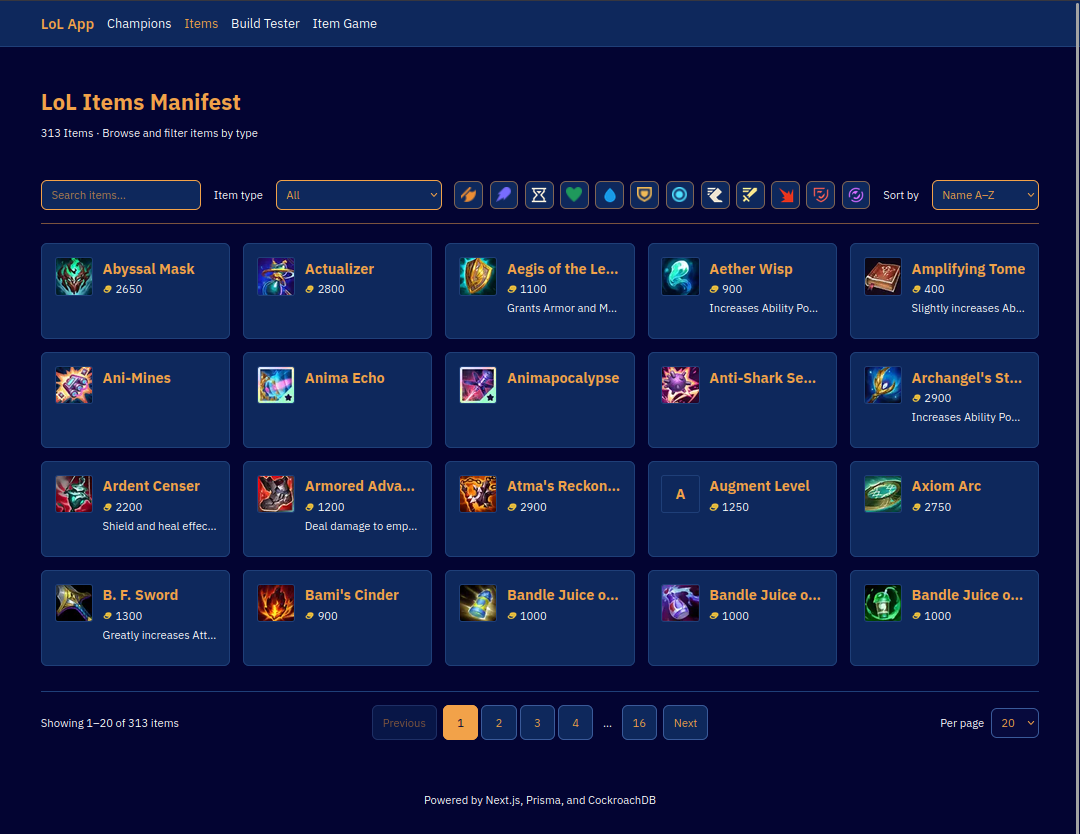 LoL App Champions Items Build Tester Item Game
LoL Items Manifest
313 Items · Browse and filter items by type
Search items... Item type All Sort by Name A–Z
Abyssal Mask
2650
Actualizer
2800
Aegis of the Le...
1100
Grants Armor and M...
Aether Wisp
900
Increases Ability Po...
Amplifying Tome
400
Slightly increases Ab...
Ani-Mines
Anima Echo
Animapocalypse
Anti-Shark Se...
Archangel's St...
2900
Increases Ability Po...
Ardent Censer
2200
Shield and heal effec...
Armored Adva...
1200
Deal damage to emp...
Atma's Reckon...
2900
A
Augment Level
1250
Axiom Arc
2750
B. F. Sword
1300
Greatly increases Att...
Bami's Cinder
900
Bandle Juice o...
1000
Bandle Juice o...
1000
Bandle Juice o...
1000
Showing 1–20 of 313 items Previous 1 2 3 4 ... 16 Next Per page 20
Powered by Next.js, Prisma, and CockroachDB